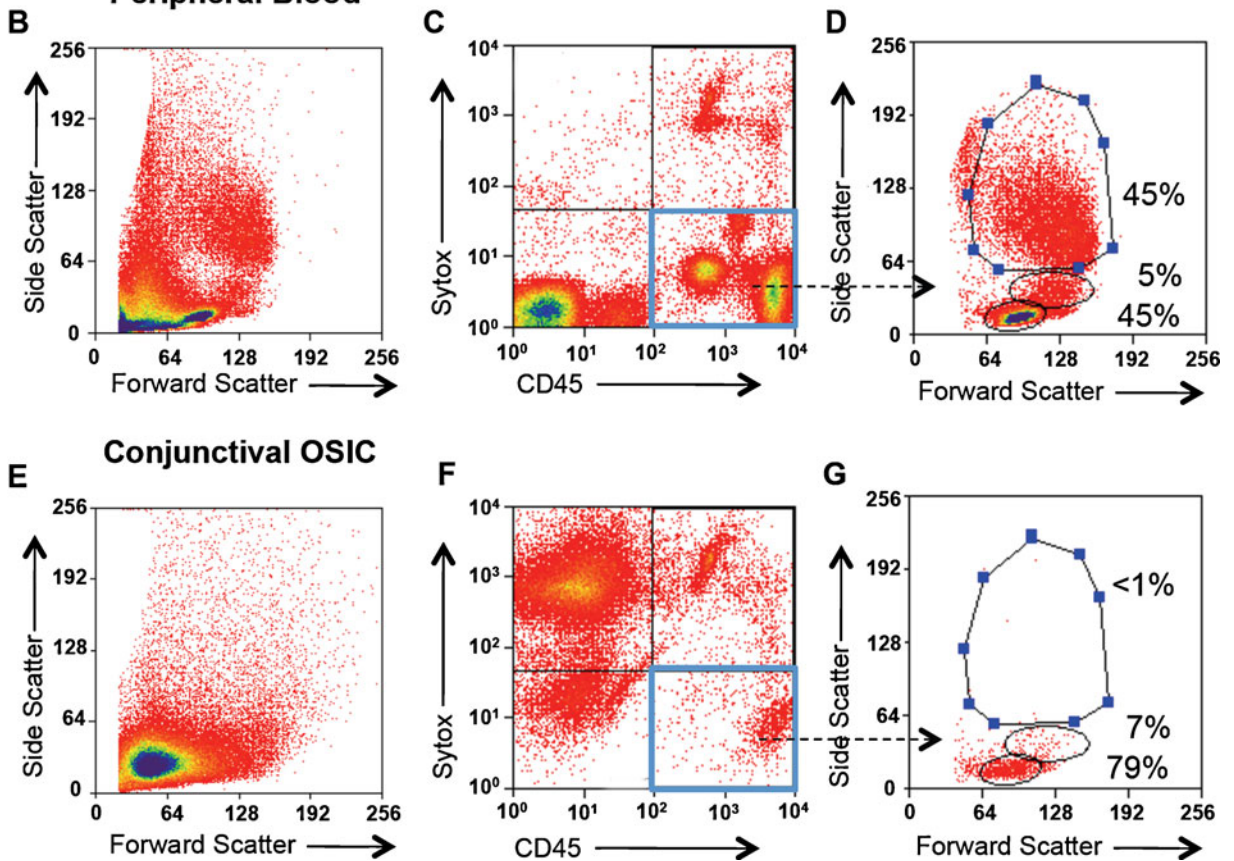 Peripheral Blood
B
256
192
128
64
0
0 64 128 192 256
Side Scatter
Forward Scatter
C
10⁴
10³
10²
10¹
10⁰
10⁰ 10¹ 10² 10³ 10⁴
Sytox
CD45
D
256
192
128
64
0
0 64 128 192 256
Side Scatter
Forward Scatter
45%
5%
45%
Conjunctival OSIC
E
256
192
128
64
0
0 64 128 192 256
Side Scatter
Forward Scatter
F
10⁴
10³
10²
10¹
10⁰
10⁰ 10¹ 10² 10³ 10⁴
Sytox
CD45
G
256
192
128
64
0
0 64 128 192 256
Side Scatter
Forward Scatter
<1%
7%
79%